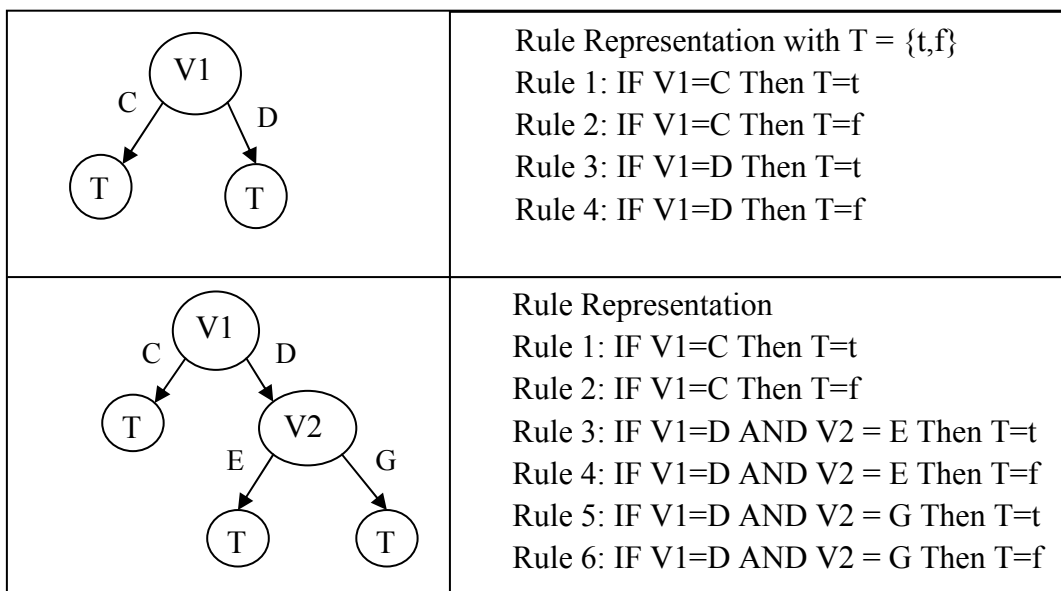 V1
C
D
T
T
Rule Representation with T = {t,f}
Rule 1: IF V1=C Then T=t
Rule 2: IF V1=C Then T=f
Rule 3: IF V1=D Then T=t
Rule 4: IF V1=D Then T=f
V1
C
D
T
V2
E
G
T
T
Rule Representation
Rule 1: IF V1=C Then T=t
Rule 2: IF V1=C Then T=f
Rule 3: IF V1=D AND V2 = E Then T=t
Rule 4: IF V1=D AND V2 = E Then T=f
Rule 5: IF V1=D AND V2 = G Then T=t
Rule 6: IF V1=D AND V2 = G Then T=f